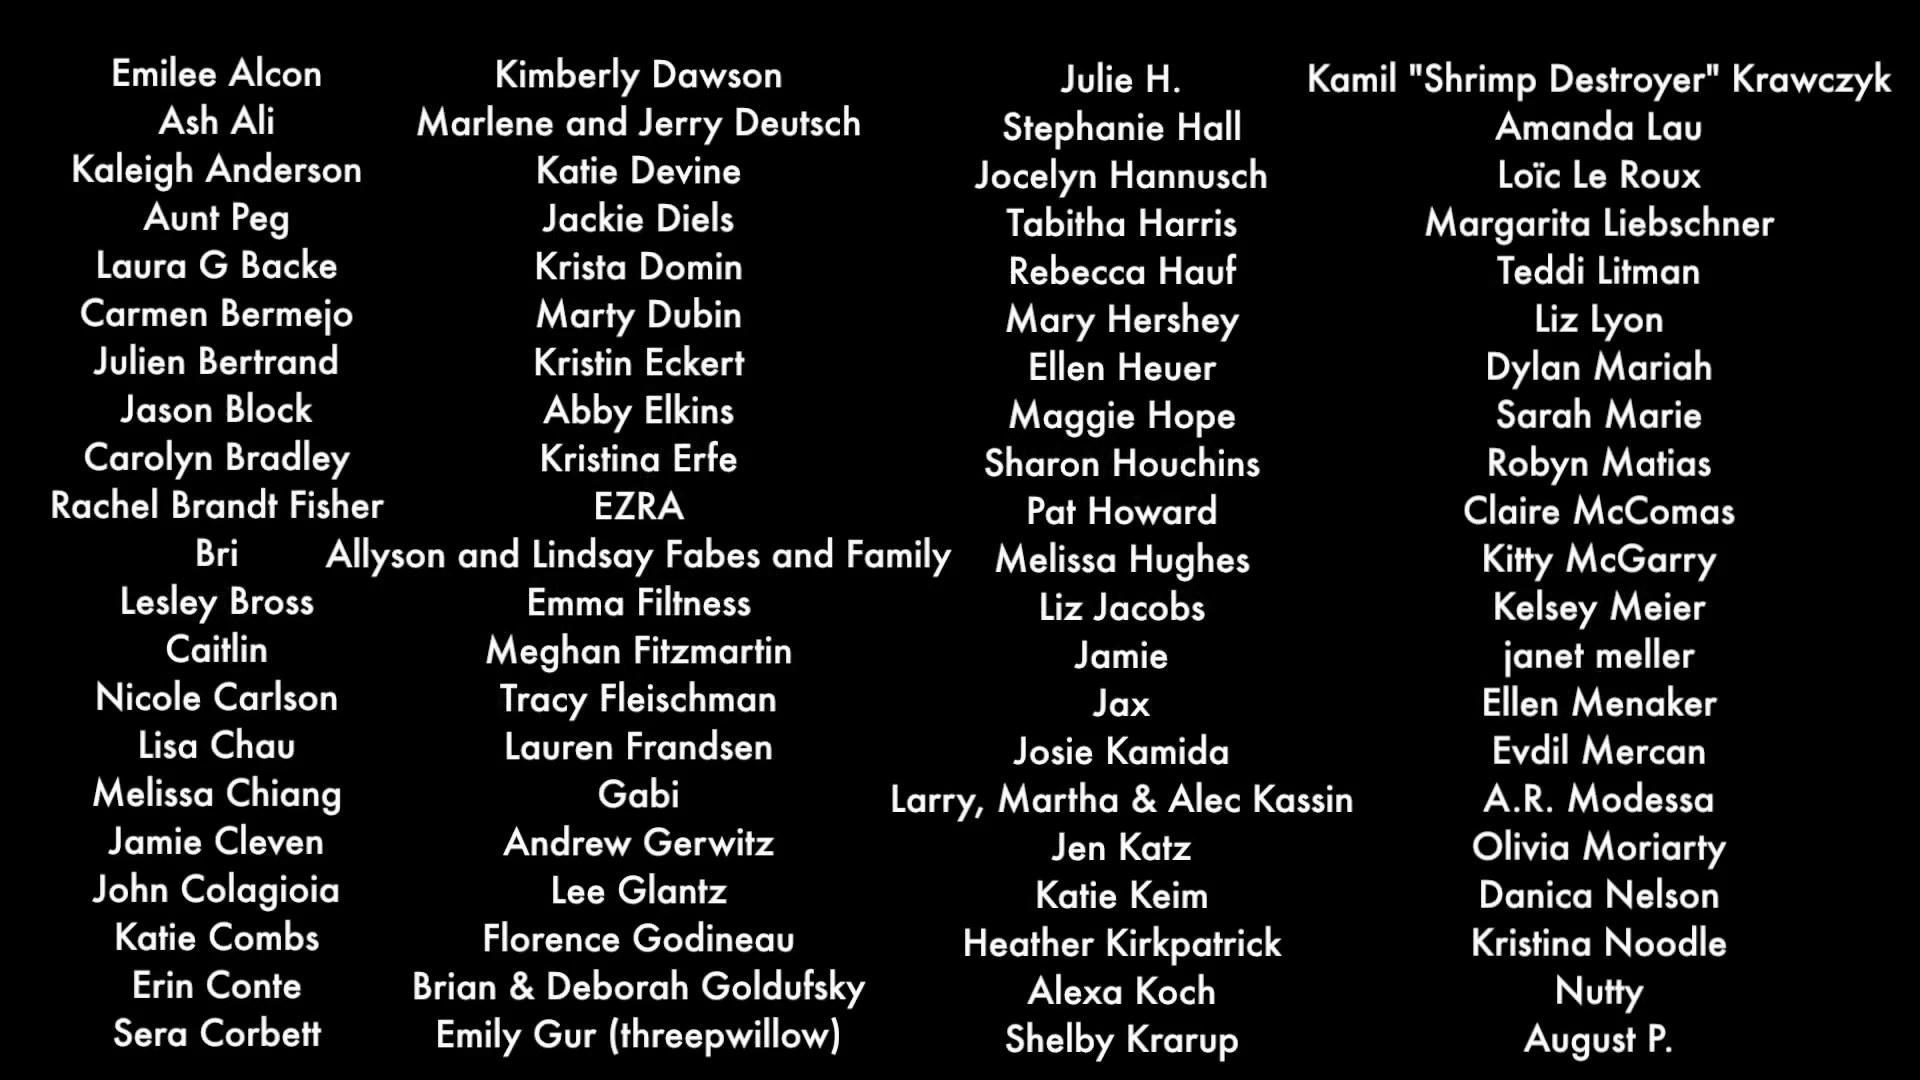 Emilee Alcon
Ash Ali
Kaleigh Anderson
Aunt Peg
Laura G Backe
Carmen Bermejo
Julien Bertrand
Jason Block
Carolyn Bradley
Rachel Brandt Fisher
Bri
Lesley Bross
Caitlin
Nicole Carlson
Lisa Chau
Melissa Chiang
Jamie Cleven
John Colagioia
Katie Combs
Erin Conte
Sera Corbett
Kimberly Dawson
Marlene and Jerry Deutsch
Katie Devine
Jackie Diels
Krista Domin
Marty Dubin
Kristin Eckert
Abby Elkins
Kristina Erfe
EZRA
Allyson and Lindsay Fabes and Family
Emma Filtness
Meghan Fitzmartin
Tracy Fleischman
Lauren Frandsen
Gabi
Andrew Gerwitz
Lee Glantz
Florence Godineau
Brian & Deborah Goldufsky
Emily Gur (threepwillow)
Julie H.
Stephanie Hall
Jocelyn Hannusch
Tabitha Harris
Rebecca Hauf
Mary Hershey
Ellen Heuer
Maggie Hope
Sharon Houchins
Pat Howard
Melissa Hughes
Liz Jacobs
Jamie
Jax
Josie Kamida
Larry, Martha & Alec Kassin
Jen Katz
Katie Keim
Heather Kirkpatrick
Alexa Koch
Shelby Krarup
Kamil "Shrimp Destroyer" Krawczyk
Amanda Lau
Loïc Le Roux
Margarita Liebschner
Teddi Litman
Liz Lyon
Dylan Mariah
Sarah Marie
Robyn Matias
Claire McComas
Kitty McGarry
Kelsey Meier
janet meller
Ellen Menaker
Evdil Mercan
A.R. Modessa
Olivia Moriarty
Danica Nelson
Kristina Noodle
Nutty
August P.